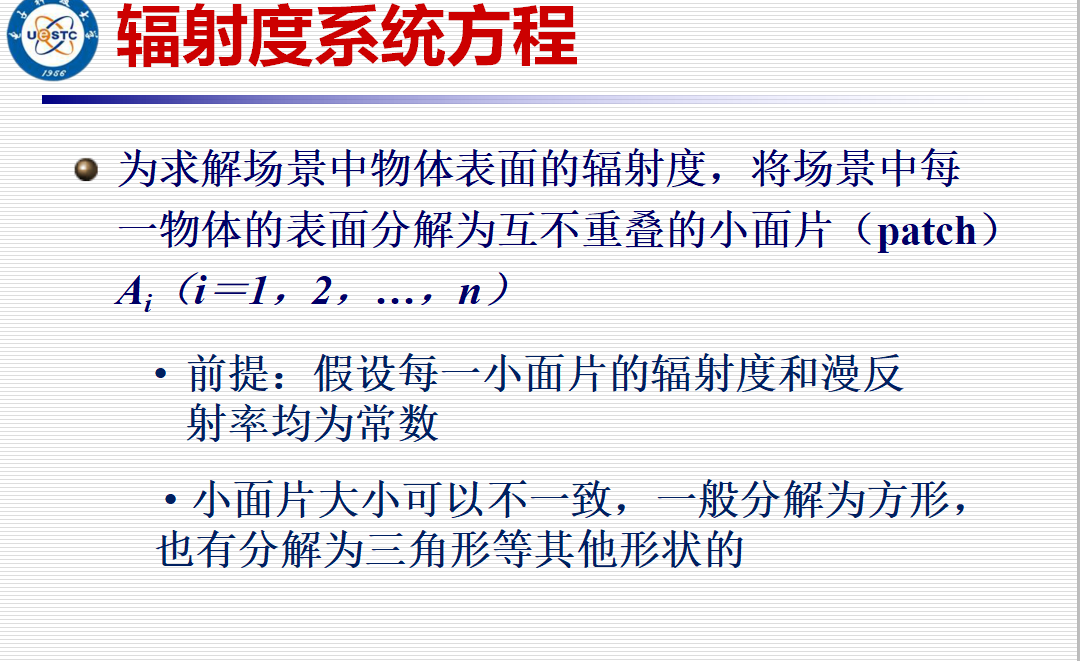 UeSTC
1956
辐射度系统方程
为求解场景中物体表面的辐射度，将场景中每
一物体的表面分解为互不重叠的小面片（patch）
Ai（i＝1，2，…，n）
• 前提：假设每一小面片的辐射度和漫反
射率均为常数
• 小面片大小可以不一致，一般分解为方形，
也有分解为三角形等其他形状的